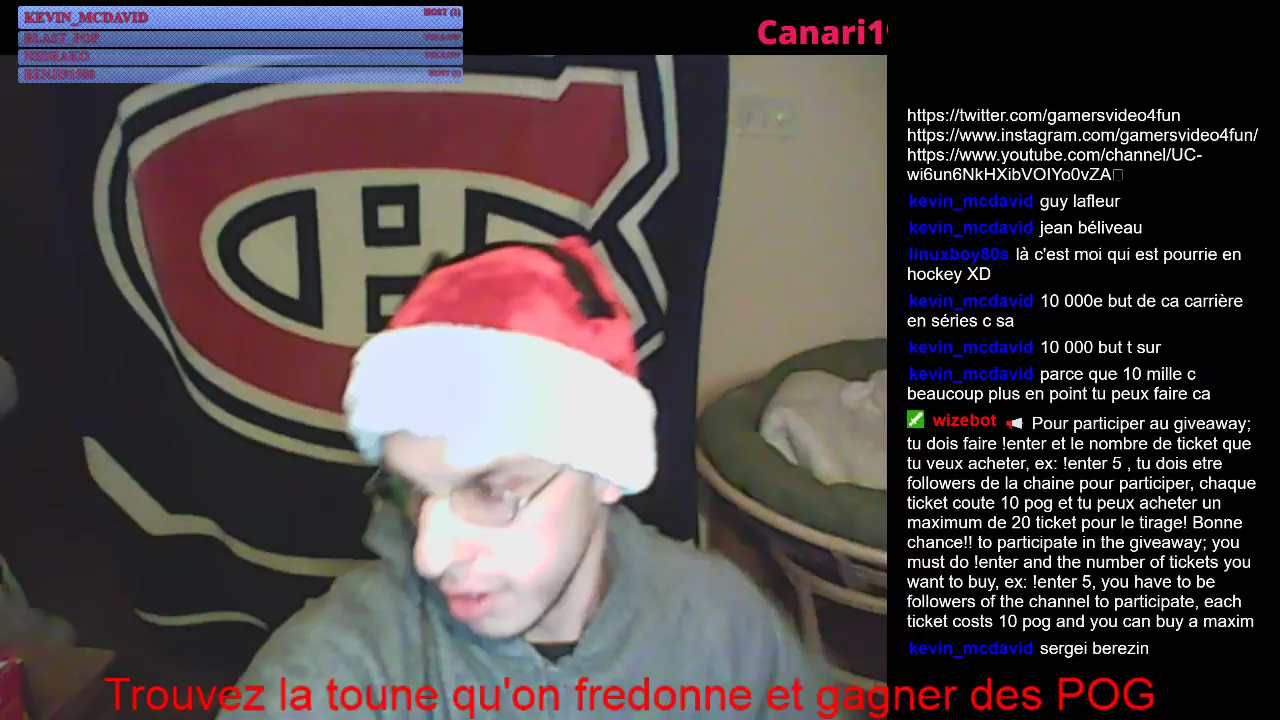 KEVIN_MCDAVID HOST (1)
BLAST_POP FOLLOW
NSDRAKO FOLLOW
HOST (1)
Canari1
https://twitter.com/gamersvideo4fun
https://www.instagram.com/gamersvideo4fun/
https://www.youtube.com/channel/UC-
wi6un6NkHXibVOIYo0vZA
kevin_mcdavid guy lafleur
kevin_mcdavid jean béliveau
linuxboy80s là c'est moi qui est pourrie en
hockey XD
kevin_mcdavid 10 000e but de ca carrière
en séries c sa
kevin_mcdavid 10 000 but t sur
kevin_mcdavid parce que 10 mille c
beaucoup plus en point tu peux faire ca
wizebot Pour participer au giveaway;
tu dois faire !enter et le nombre de ticket que
tu veux acheter, ex: !enter 5 , tu dois etre
followers de la chaine pour participer, chaque
ticket coute 10 pog et tu peux acheter un
maximum de 20 ticket pour le tirage! Bonne
chance!! to participate in the giveaway; you
must do !enter and the number of tickets you
want to buy, ex: !enter 5, you have to be
followers of the channel to participate, each
ticket costs 10 pog and you can buy a maxim
kevin_mcdavid sergei berezin
Trouvez la toune qu'on fredonne et gagner des POG